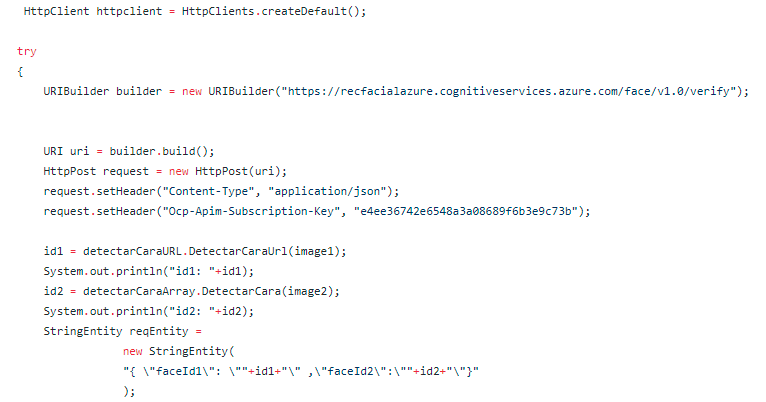 HttpClient httpclient = HttpClients.createDefault();
try
{
URIBuilder builder = new URIBuilder("https://recfacialazure.cognitiveservices.azure.com/face/v1.0/verify");
URI uri = builder.build();
HttpPost request = new HttpPost(uri);
request.setHeader("Content-Type", "application/json");
request.setHeader("Ocp-Apim-Subscription-Key", "e4ee36742e6548a3a08689f6b3e9c73b");
id1 = detectarCaraURL.DetectarCaraUrl(image1);
System.out.println("id1: "+id1);
id2 = detectarCaraArray.DetectarCara(image2);
System.out.println("id2: "+id2);
StringEntity reqEntity =
new StringEntity(
"{ \"faceId1\": \""+id1+"\" ,\"faceId2\":\""+id2+"\"}"
);